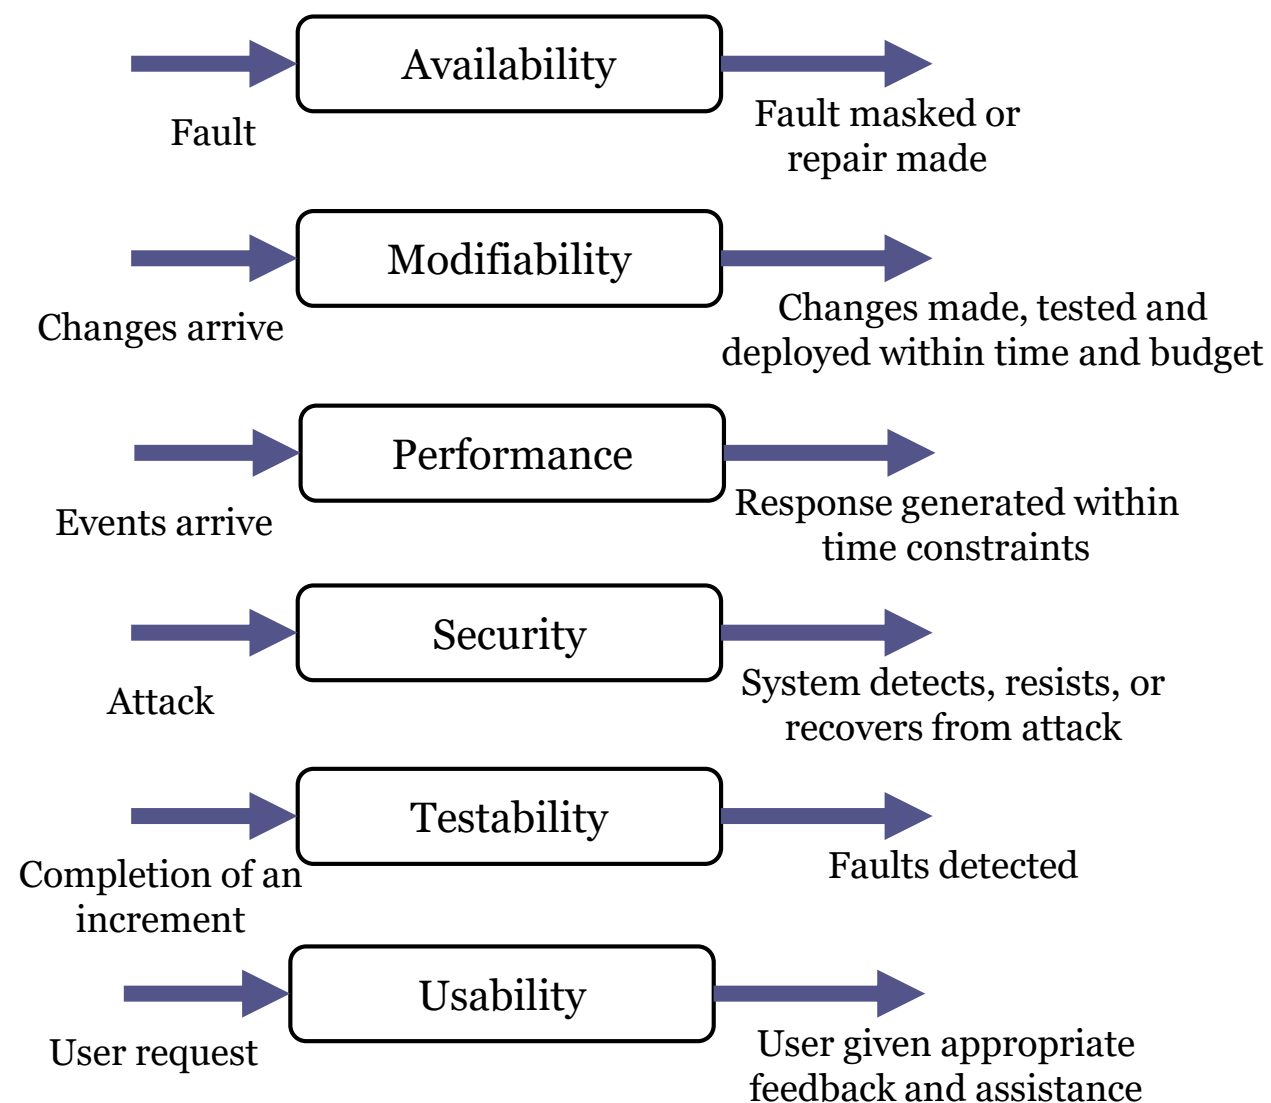 Availability
Fault
Fault masked or
repair made
Modifiability
Changes arrive
Changes made, tested and
deployed within time and budget
Performance
Events arrive
Response generated within
time constraints
Security
Attack
System detects, resists, or
recovers from attack
Testability
Completion of an
increment
Faults detected
Usability
User request
User given appropriate
feedback and assistance